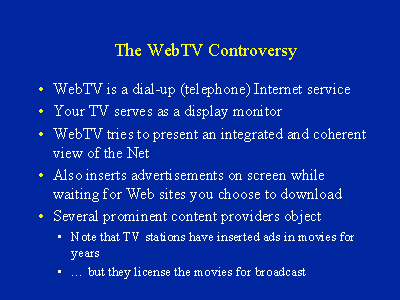 The WebTV Controversy
• WebTV is a dial-up (telephone) Internet service
• Your TV serves as a display monitor
• WebTV tries to present an integrated and coherent
view of the Net
• Also inserts advertisements on screen while
waiting for Web sites you choose to download
• Several prominent content providers object
• Note that TV stations have inserted ads in movies for
years
• … but they license the movies for broadcast